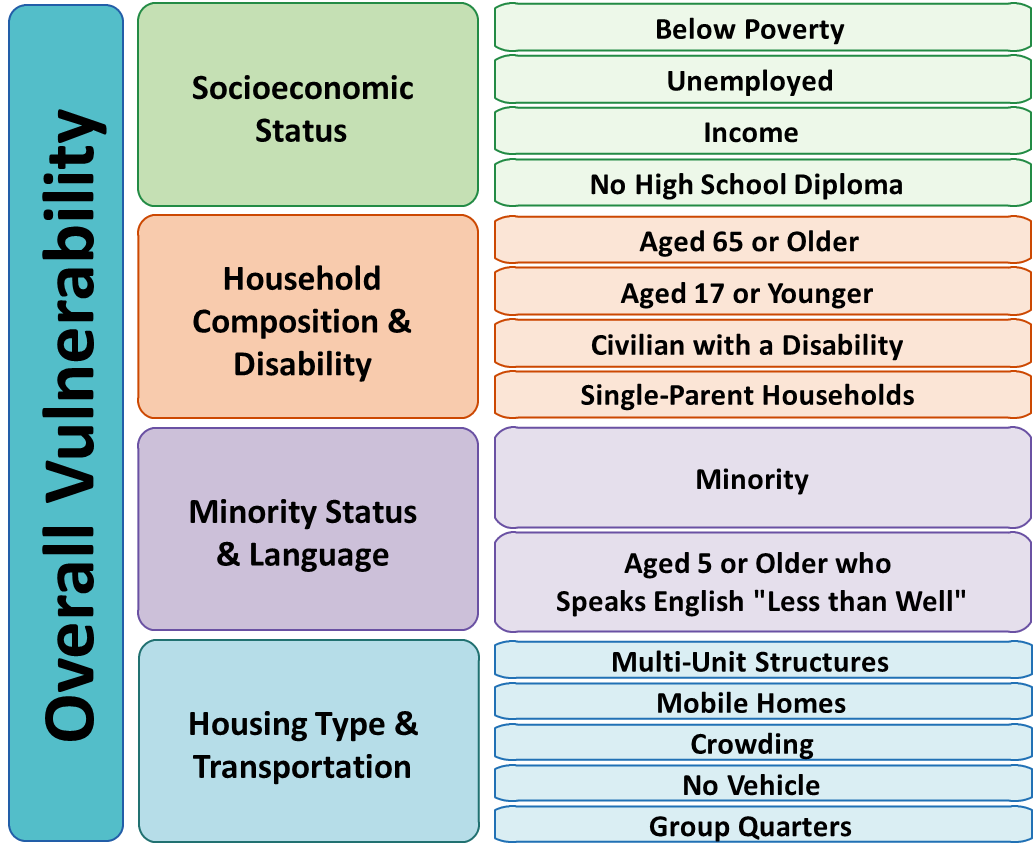 Overall Vulnerability
Socioeconomic
Status
Below Poverty
Unemployed
Income
No High School Diploma
Household
Composition &
Disability
Aged 65 or Older
Aged 17 or Younger
Civilian with a Disability
Single-Parent Households
Minority Status
& Language
Minority
Aged 5 or Older who
Speaks English "Less than Well"
Housing Type &
Transportation
Multi-Unit Structures
Mobile Homes
Crowding
No Vehicle
Group Quarters